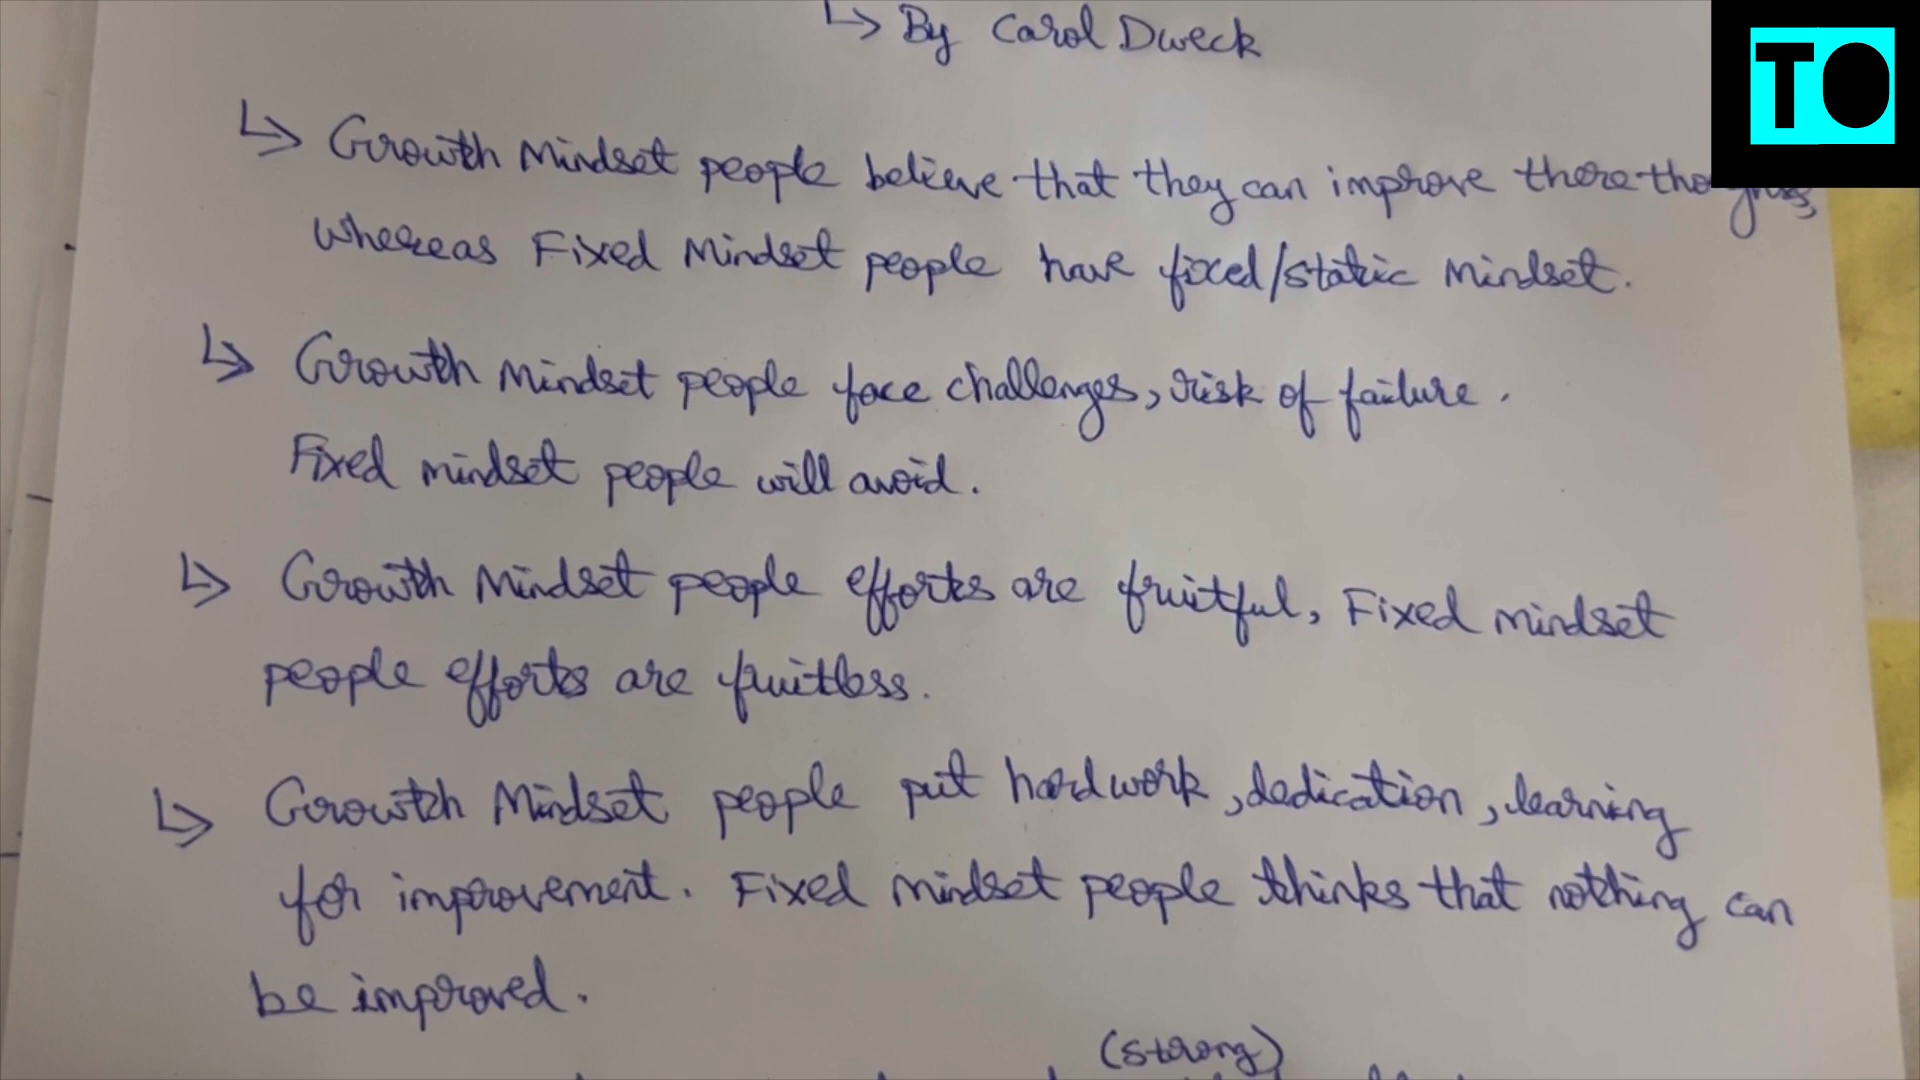 ↳ By Carol Dweck
TO
↳ Growth Mindset people believe that they can improve there thoughts,
whereas Fixed Mindset people have fixed/static Mindset.
↳ Growth Mindset people face challenges, risk of failure.
Fixed mindset people will avoid.
↳ Growth Mindset people efforts are fruitful, Fixed mindset
people efforts are fruitless.
↳ Growth Mindset people put hardwork, dedication, learning
for improvement. Fixed mindset people thinks that nothing can
be improved.
(strong)